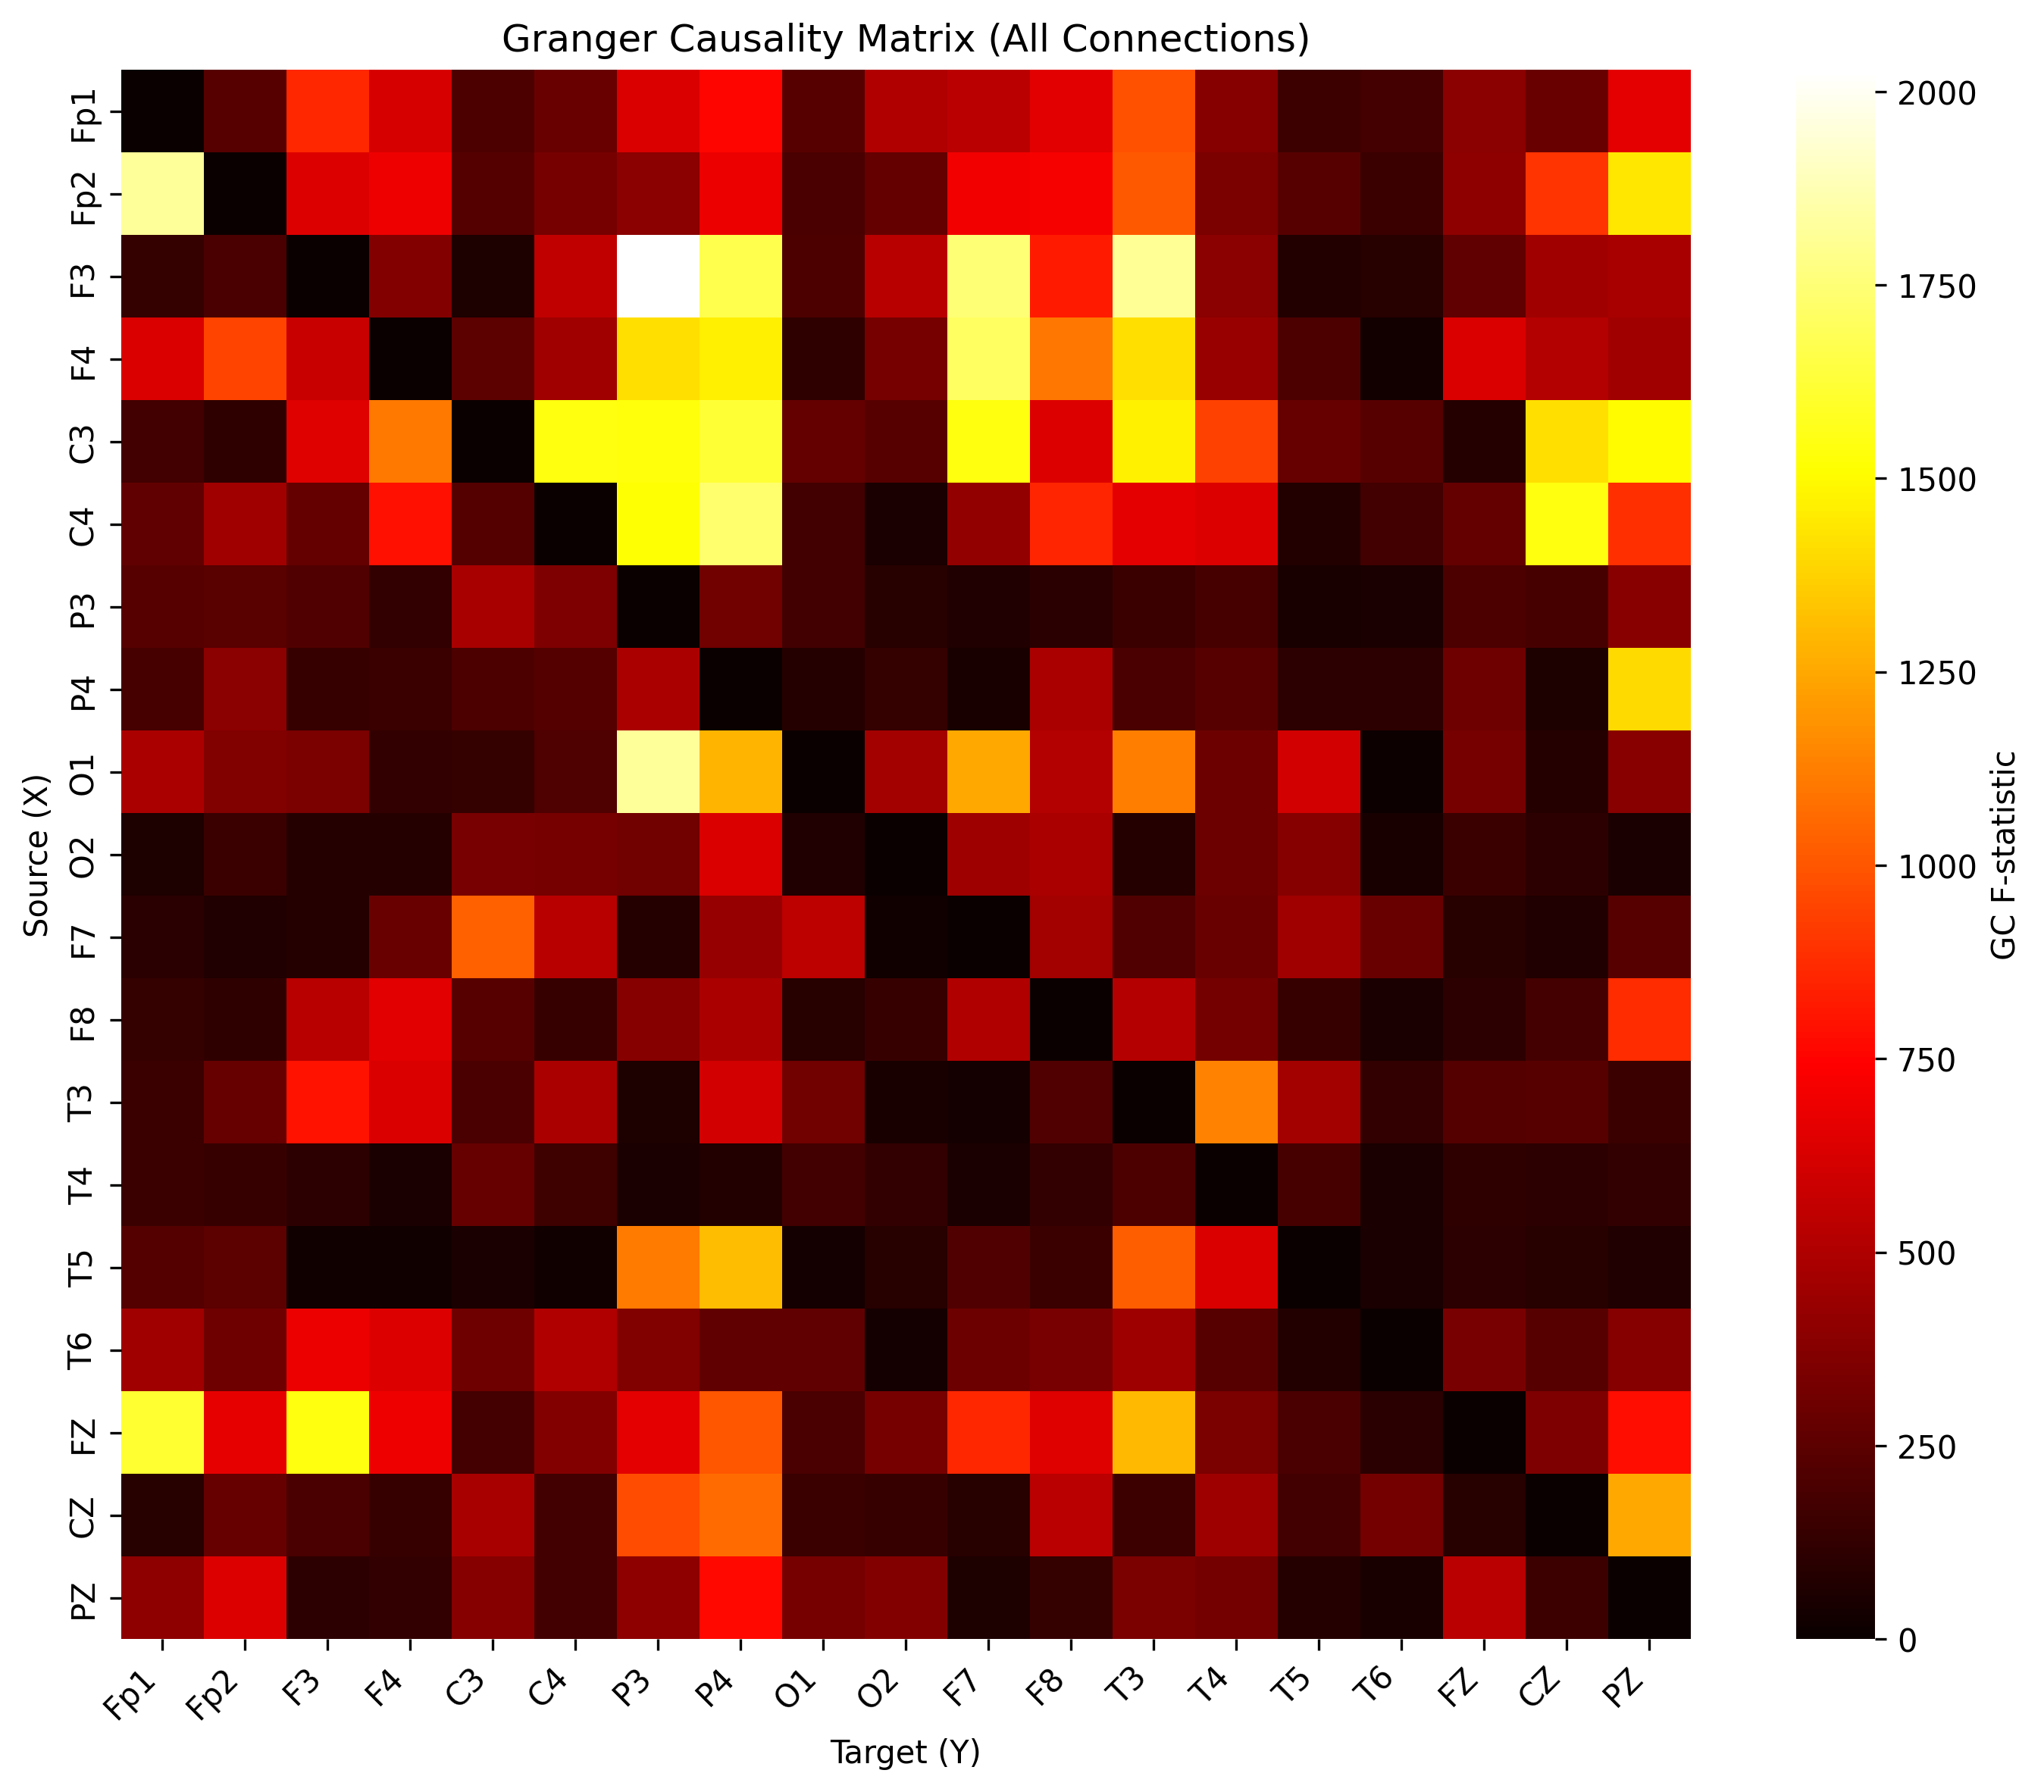 Granger Causality Matrix (All Connections)
Source (X)
Fp1
Fp2
F3
F4
C3
C4
P3
P4
O1
O2
F7
F8
T3
T4
T5
T6
FZ
CZ
PZ
Fp1 Fp2 F3 F4 C3 C4 P3 P4 O1 O2 F7 F8 T3 T4 T5 T6 FZ CZ PZ
Target (Y)
2000
1750
1500
1250
1000
750
500
250
0
GC F-statistic